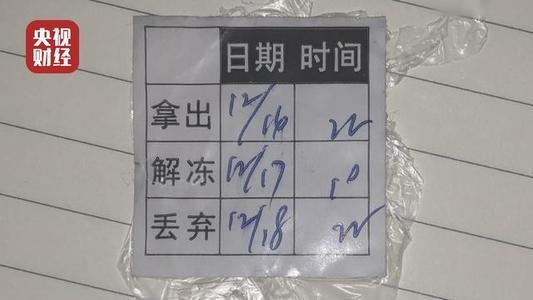 央视
财经
日期 时间
拿出 12/16 22
解冻 12/17 10
丢弃 12/18 22